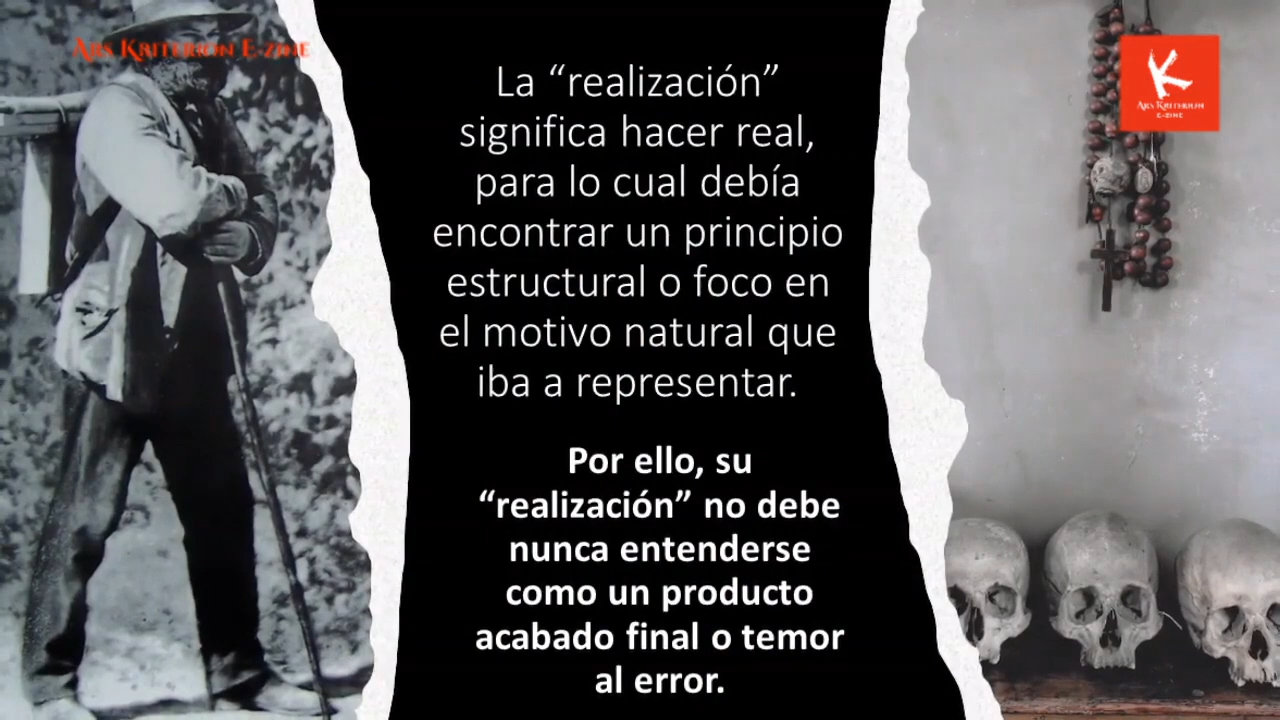 ARS KRITERION E-ZINE
La “realización”
significa hacer real,
para lo cual debía
encontrar un principio
estructural o foco en
el motivo natural que
iba a representar.
Por ello, su
“realización” no debe
nunca entenderse
como un producto
acabado final o temor
al error.
K
ARS KRITERION
E-ZINE